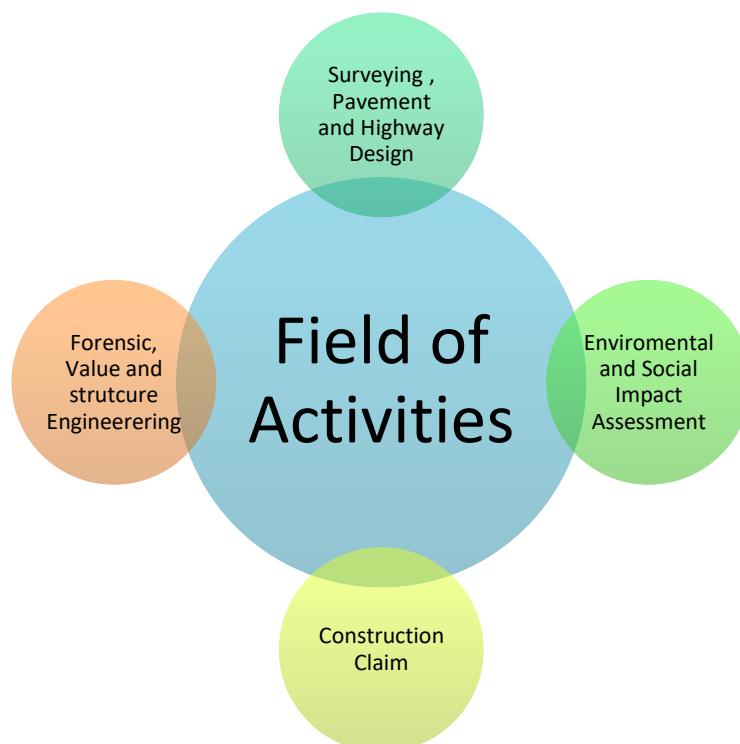 Surveying ,
Pavement
and Highway
Design
Forensic,
Value and
strutcure
Engineerering
Field of
Activities
Enviromental
and Social
Impact
Assessment
Construction
Claim